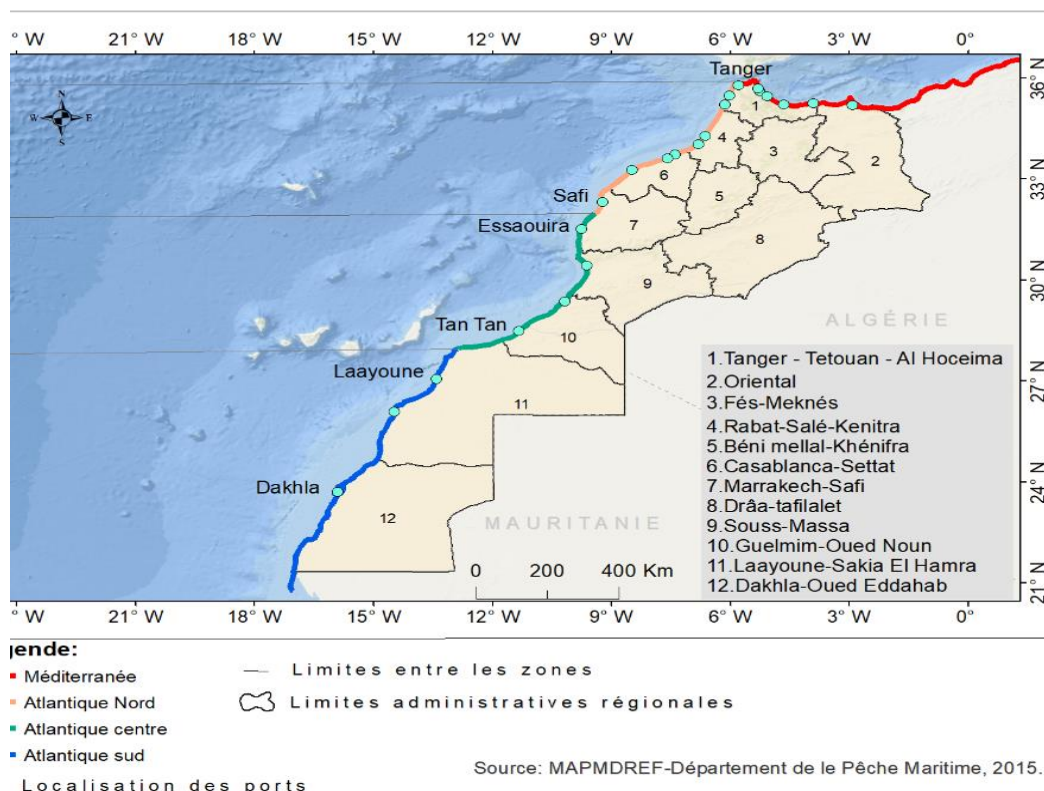 ° W 21° W 18° W 15° W 12° W 9° W 6° W 3° W 0°
36° N
33° N
30° N
27° N
24° N
21° N
N
W E
S
Tanger
Safi
Essaouira
Tan Tan
Laayoune
Dakhla
1
2
3
4
5
6
7
8
9
10
11
12
ALGÉRIE
MAURITANIE
1.Tanger - Tetouan - Al Hoceima
2.Oriental
3.Fés-Meknés
4.Rabat-Salé-Kenitra
5.Béni mellal-Khénifra
6.Casablanca-Settat
7.Marrakech-Safi
8.Drâa-tafilalet
9.Souss-Massa
10.Guelmim-Oued Noun
11.Laayoune-Sakia El Hamra
12.Dakhla-Oued Eddahab
0 200 400 Km
° W 21° W 18° W 15° W 12° W 9° W 6° W 3° W 0°
gende:
Méditerranée
Atlantique Nord
Atlantique centre
Atlantique sud
Localisation des ports
Limites entre les zones
Limites administratives régionales
Source: MAPMDREF-Département de le Pêche Maritime, 2015.